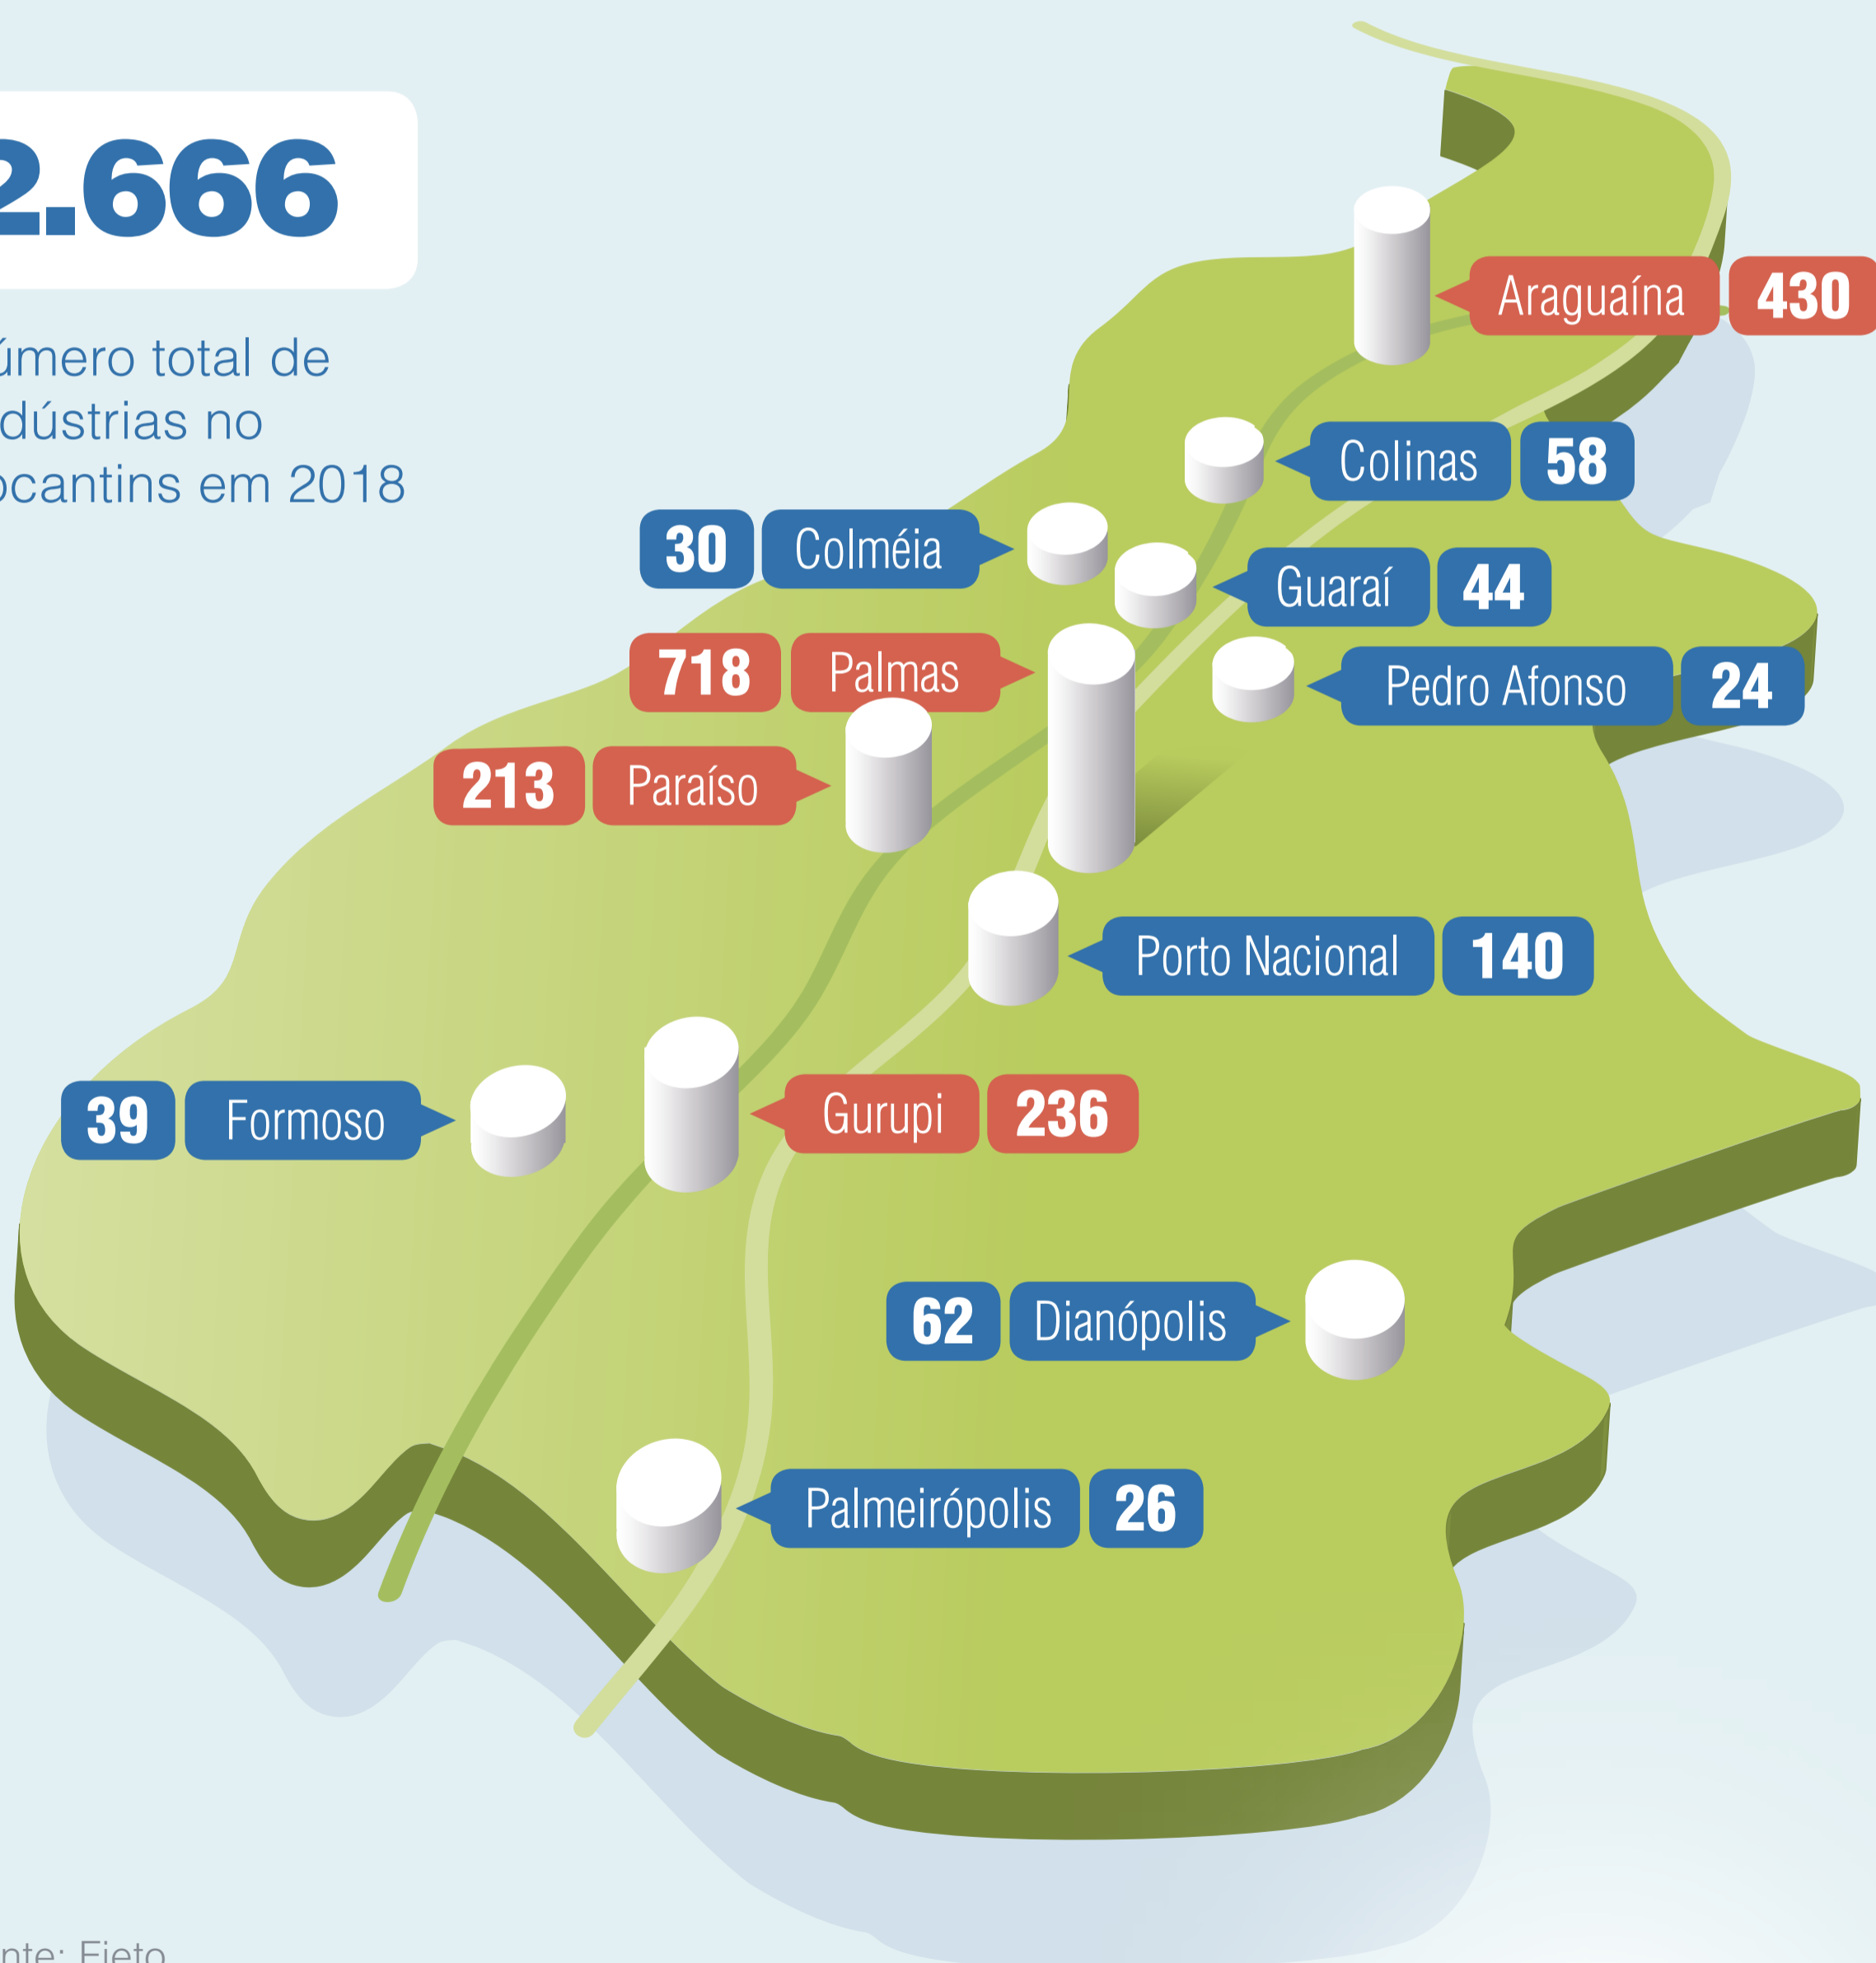 2.666
úmero total de
dústrias no
ocantins em 2018
Araguaína 430
Colinas 58
30 Colméia
Guaraí 44
718 Palmas
Pedro Afonso 24
213 Paraíso
Porto Nacional 140
39 Formoso
Gurupi 236
62 Dianópolis
Palmeirópolis 26
nte: Fieto